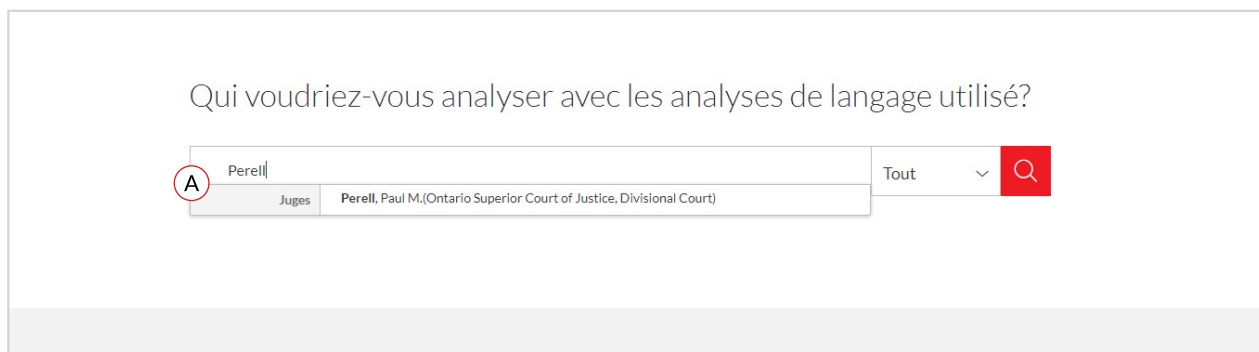 Qui voudriez-vous analyser avec les analyses de langage utilisé?
Perell
Tout
A
Juges Perell, Paul M.(Ontario Superior Court of Justice, Divisional Court)